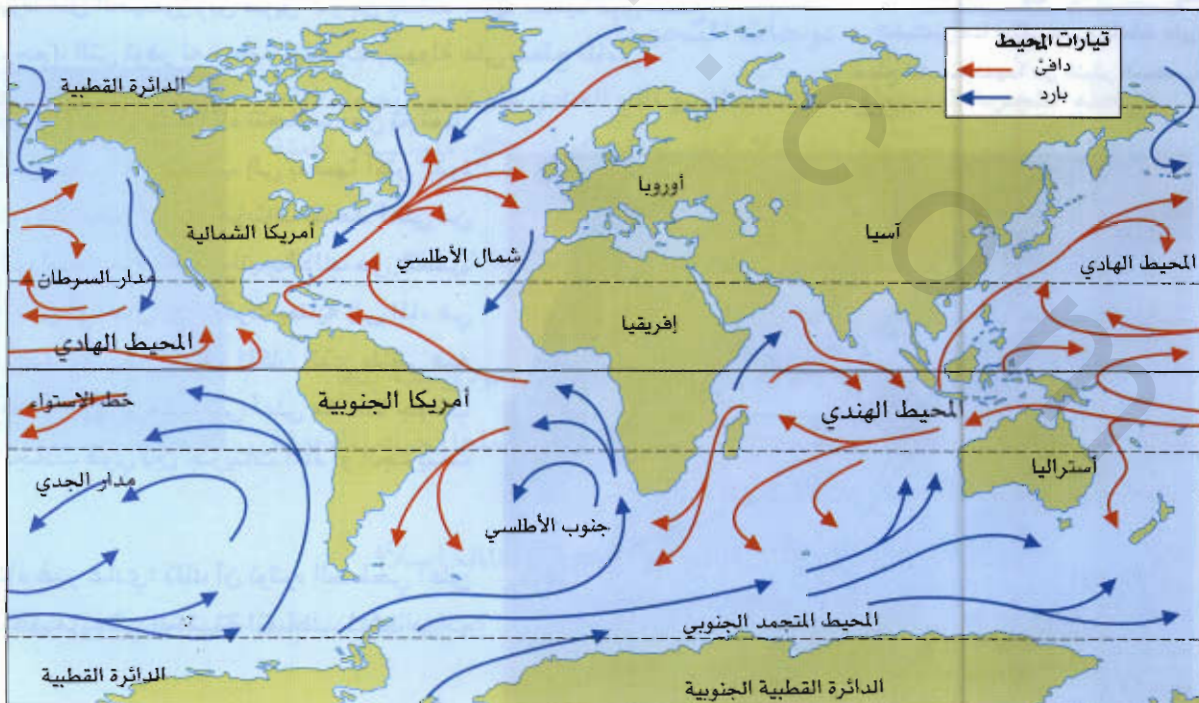 تيارات المحيط
دافئ
بارد
الدائرة القطبية
أوروبا
آسيا
أمريكا الشمالية
شمال الأطلسي
المحيط الهادي
مدار السرطان
إفريقيا
المحيط الهادي
خط الاستواء
أمريكا الجنوبية
المحيط الهندي
أستراليا
مدار الجدي
جنوب الأطلسي
المحيط المتجمد الجنوبي
الدائرة القطبية
الدائرة القطبية الجنوبية